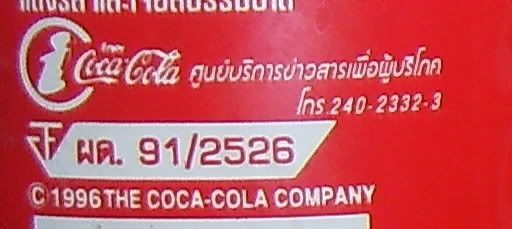 Coca-Cola ศูนย์บริการข่าวสารเพื่อผู้บริโภค
โทร 240-2332-3
ผด. 91/2526
© 1996 THE COCA-COLA COMPANY